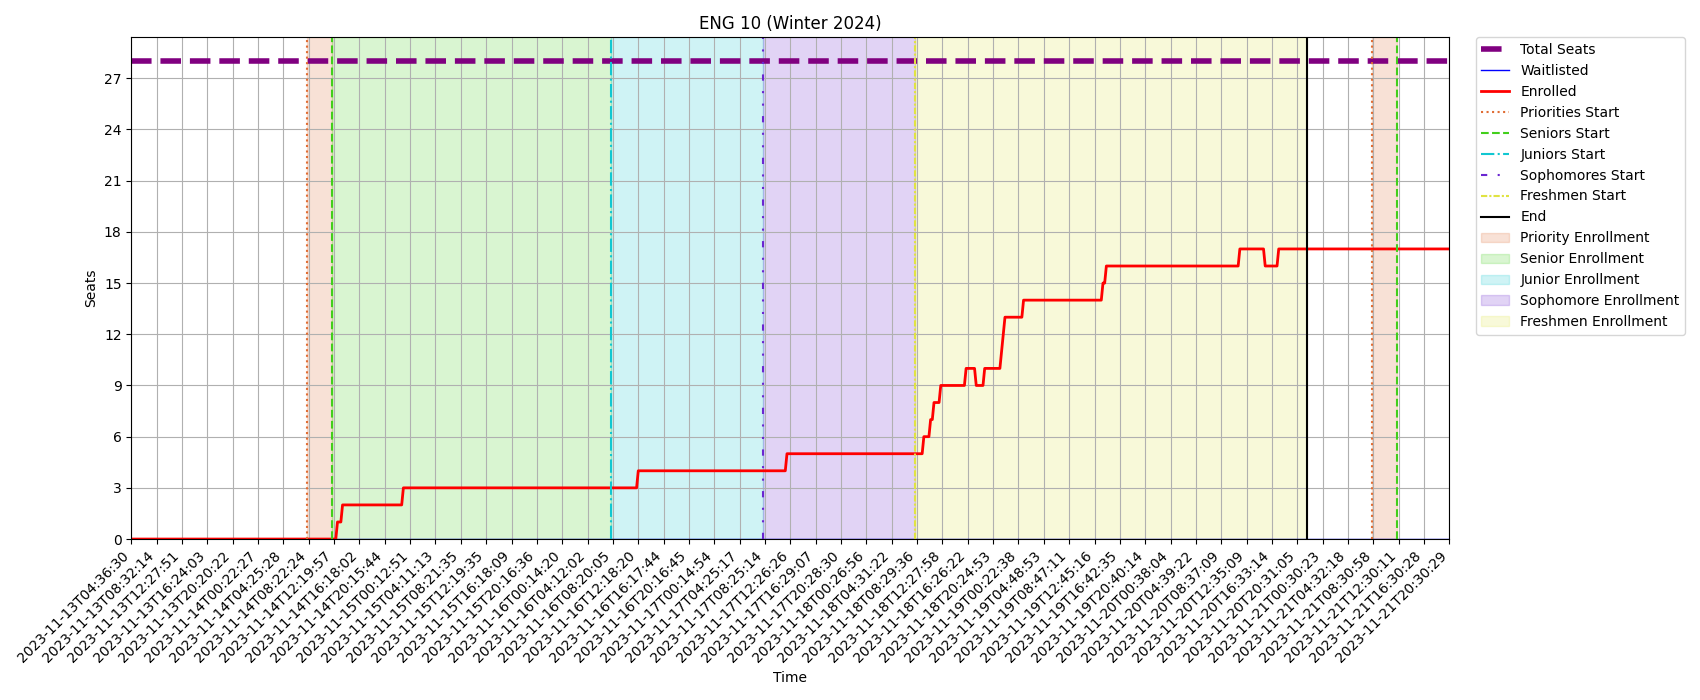 ENG 10 (Winter 2024)
Total Seats
Waitlisted
Enrolled
Priorities Start
Seniors Start
Juniors Start
Sophomores Start
Freshmen Start
End
Priority Enrollment
Senior Enrollment
Junior Enrollment
Sophomore Enrollment
Freshmen Enrollment
Seats
27
24
21
18
15
12
9
6
3
0
2023-11-13T04:36:30
2023-11-13T08:32:14
2023-11-13T12:27:51
2023-11-13T16:24:03
2023-11-13T20:20:22
2023-11-14T00:22:27
2023-11-14T04:25:28
2023-11-14T08:22:24
2023-11-14T12:19:57
2023-11-14T16:18:02
2023-11-14T20:15:44
2023-11-15T00:12:51
2023-11-15T04:11:13
2023-11-15T08:21:35
2023-11-15T12:19:35
2023-11-15T16:18:09
2023-11-15T20:16:36
2023-11-16T00:14:20
2023-11-16T04:12:02
2023-11-16T08:20:05
2023-11-16T12:18:20
2023-11-16T16:17:44
2023-11-16T20:16:45
2023-11-17T00:14:54
2023-11-17T04:25:17
2023-11-17T08:25:14
2023-11-17T12:26:26
2023-11-17T16:29:07
2023-11-17T20:28:30
2023-11-18T00:26:56
2023-11-18T04:31:22
2023-11-18T08:29:36
2023-11-18T12:27:58
2023-11-18T16:26:22
2023-11-18T20:24:53
2023-11-19T00:22:38
2023-11-19T04:48:53
2023-11-19T08:47:11
2023-11-19T12:45:16
2023-11-19T16:42:35
2023-11-19T20:40:14
2023-11-20T00:38:04
2023-11-20T04:39:22
2023-11-20T08:37:09
2023-11-20T12:35:09
2023-11-20T16:33:14
2023-11-20T20:31:05
2023-11-21T00:30:23
2023-11-21T04:32:18
2023-11-21T08:30:58
2023-11-21T12:30:11
2023-11-21T16:30:28
2023-11-21T20:30:29
Time